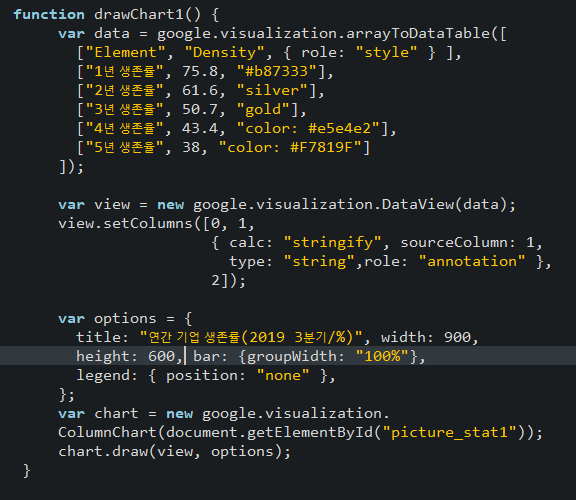 function drawChart1() {
var data = google.visualization.arrayToDataTable([
["Element", "Density", { role: "style" } ],
["1년 생존률", 75.8, "#b87333"],
["2년 생존율", 61.6, "silver"],
["3년 생존율", 50.7, "gold"],
["4년 생존율", 43.4, "color: #e5e4e2"],
["5년 생존율", 38, "color: #F7819F"]
]);
var view = new google.visualization.DataView(data);
view.setColumns([0, 1,
{ calc: "stringify", sourceColumn: 1,
type: "string",role: "annotation" },
2]);
var options = {
title: "연간 기업 생존률(2019 3분기/%)", width: 900,
height: 600, bar: {groupWidth: "100%"},
legend: { position: "none" },
};
var chart = new google.visualization.
ColumnChart(document.getElementById("picture_stat1"));
chart.draw(view, options);
}